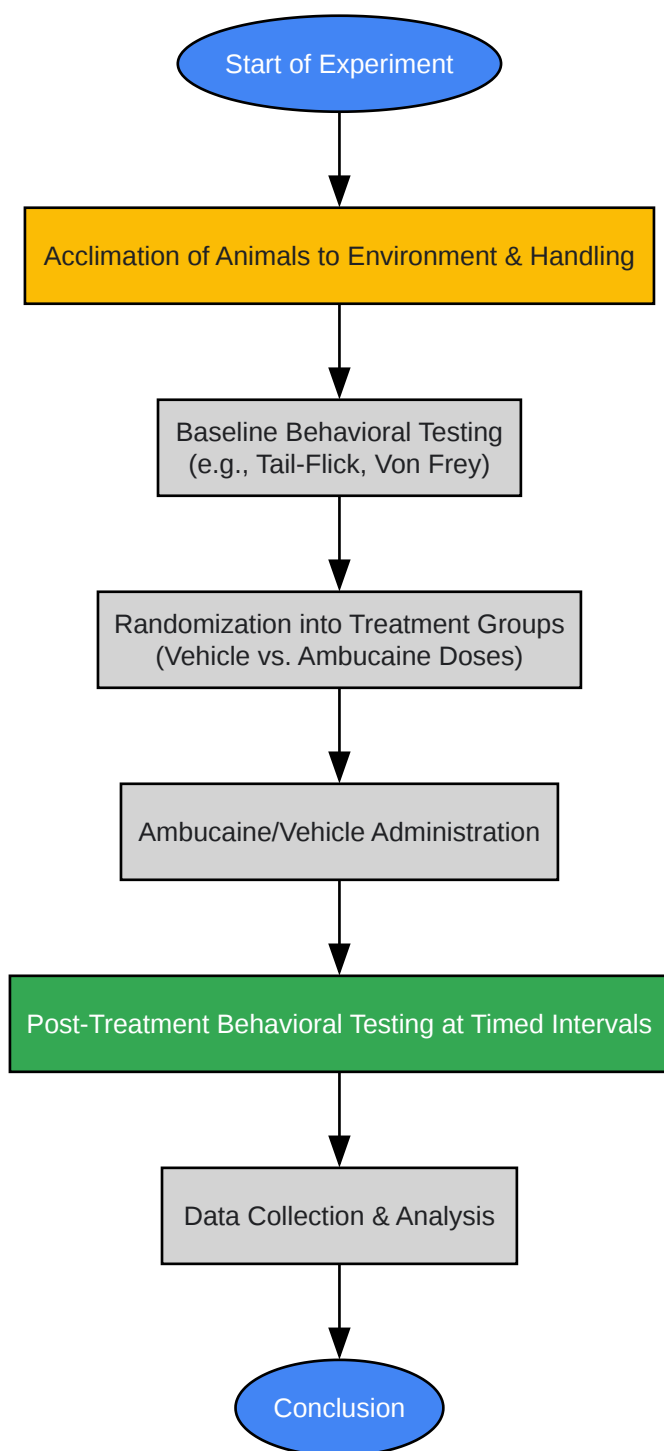 Start of Experiment
Acclimation of Animals to Environment & Handling
Baseline Behavioral Testing
(e.g., Tail-Flick, Von Frey)
Randomization into Treatment Groups
(Vehicle vs. Ambucaine Doses)
Ambucaine/Vehicle Administration
Post-Treatment Behavioral Testing at Timed Intervals
Data Collection & Analysis
Conclusion